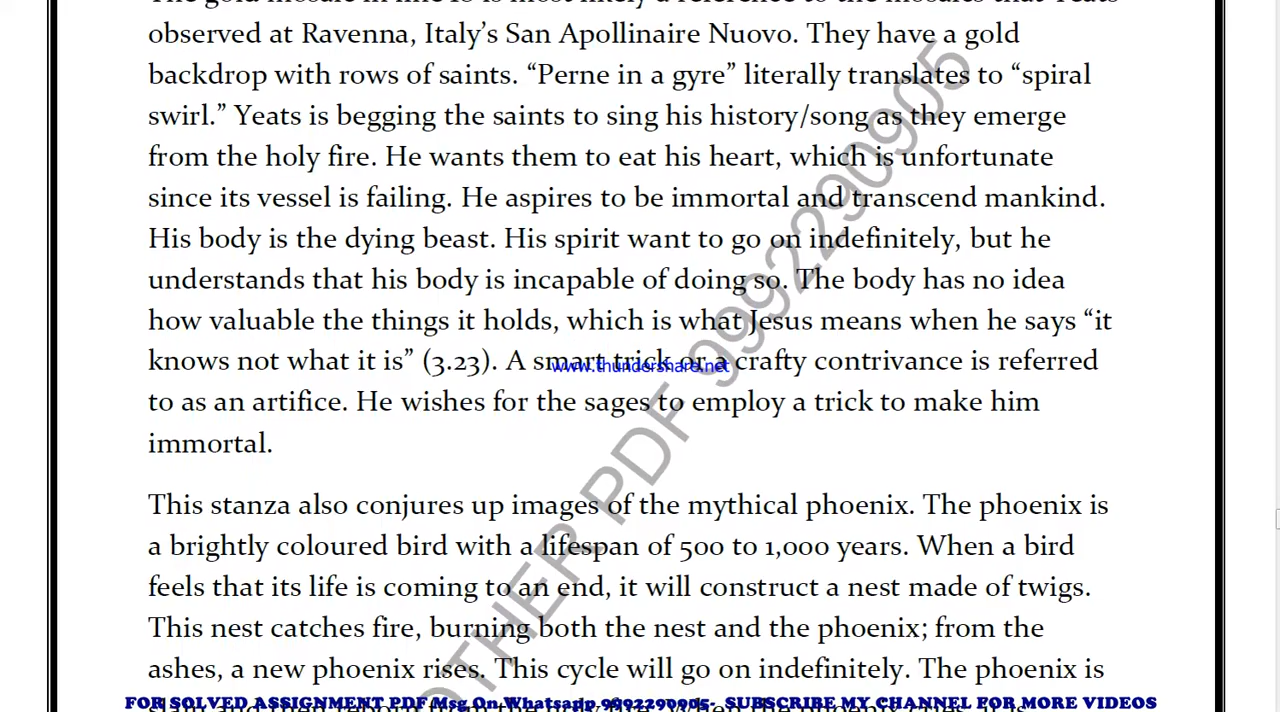 observed at Ravenna, Italy's San Apollinaire Nuovo. They have a gold
backdrop with rows of saints. “Perne in a gyre” literally translates to “spiral
swirl.” Yeats is begging the saints to sing his history/song as they emerge
from the holy fire. He wants them to eat his heart, which is unfortunate
since its vessel is failing. He aspires to be immortal and transcend mankind.
His body is the dying beast. His spirit want to go on indefinitely, but he
understands that his body is incapable of doing so. The body has no idea
how valuable the things it holds, which is what Jesus means when he says “it
knows not what it is” (3.23). A smart trick or a crafty contrivance is referred
www.thundershare.net
to as an artifice. He wishes for the sages to employ a trick to make him
immortal.
This stanza also conjures up images of the mythical phoenix. The phoenix is
a brightly coloured bird with a lifespan of 500 to 1,000 years. When a bird
feels that its life is coming to an end, it will construct a nest made of twigs.
This nest catches fire, burning both the nest and the phoenix; from the
ashes, a new phoenix rises. This cycle will go on indefinitely. The phoenix is
OTHER PDF 9992290905
FOR SOLVED ASSIGNMENT PDF Msg On Whatsapp 9992290905- SUBSCRIBE MY CHANNEL FOR MORE VIDEOS